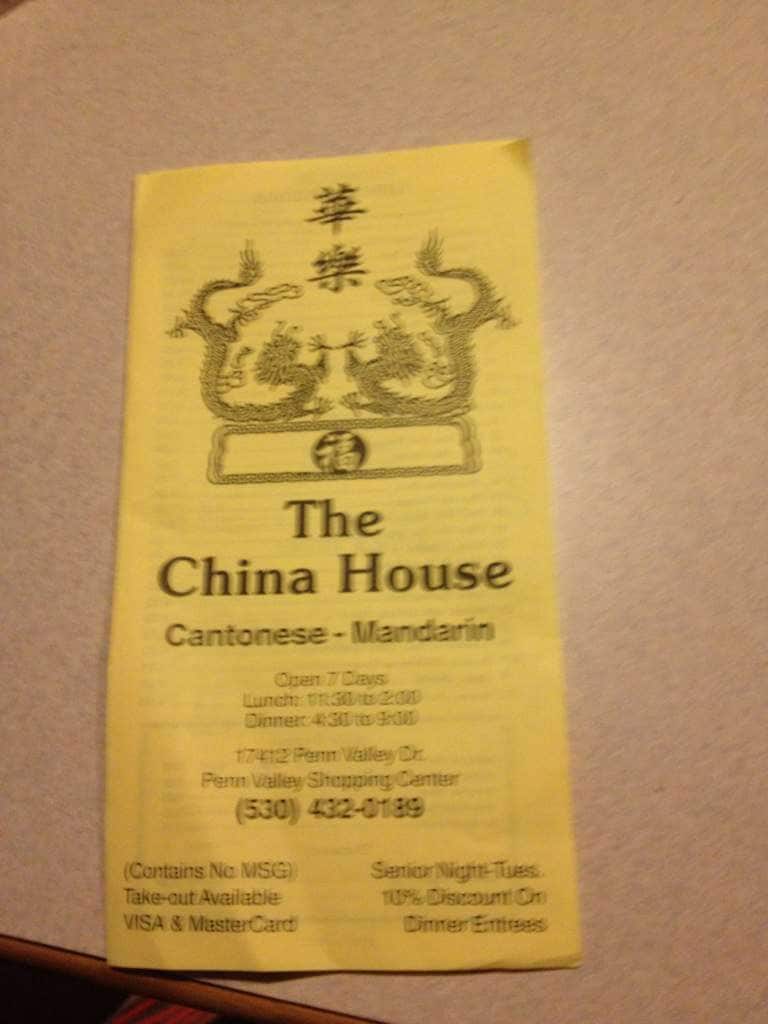 華
樂
福
The
China House
Cantonese - Mandarin
Open 7 Days
Lunch: 11:30 to 2:00
Dinner: 4:30 to 9:00
17412 Penn Valley Dr.
Penn Valley Shopping Center
(530) 432-0189
(Contains No MSG) Senior Night-Tues.
Take-out Available 10% Discount On
VISA & MasterCard Dinner Entrees